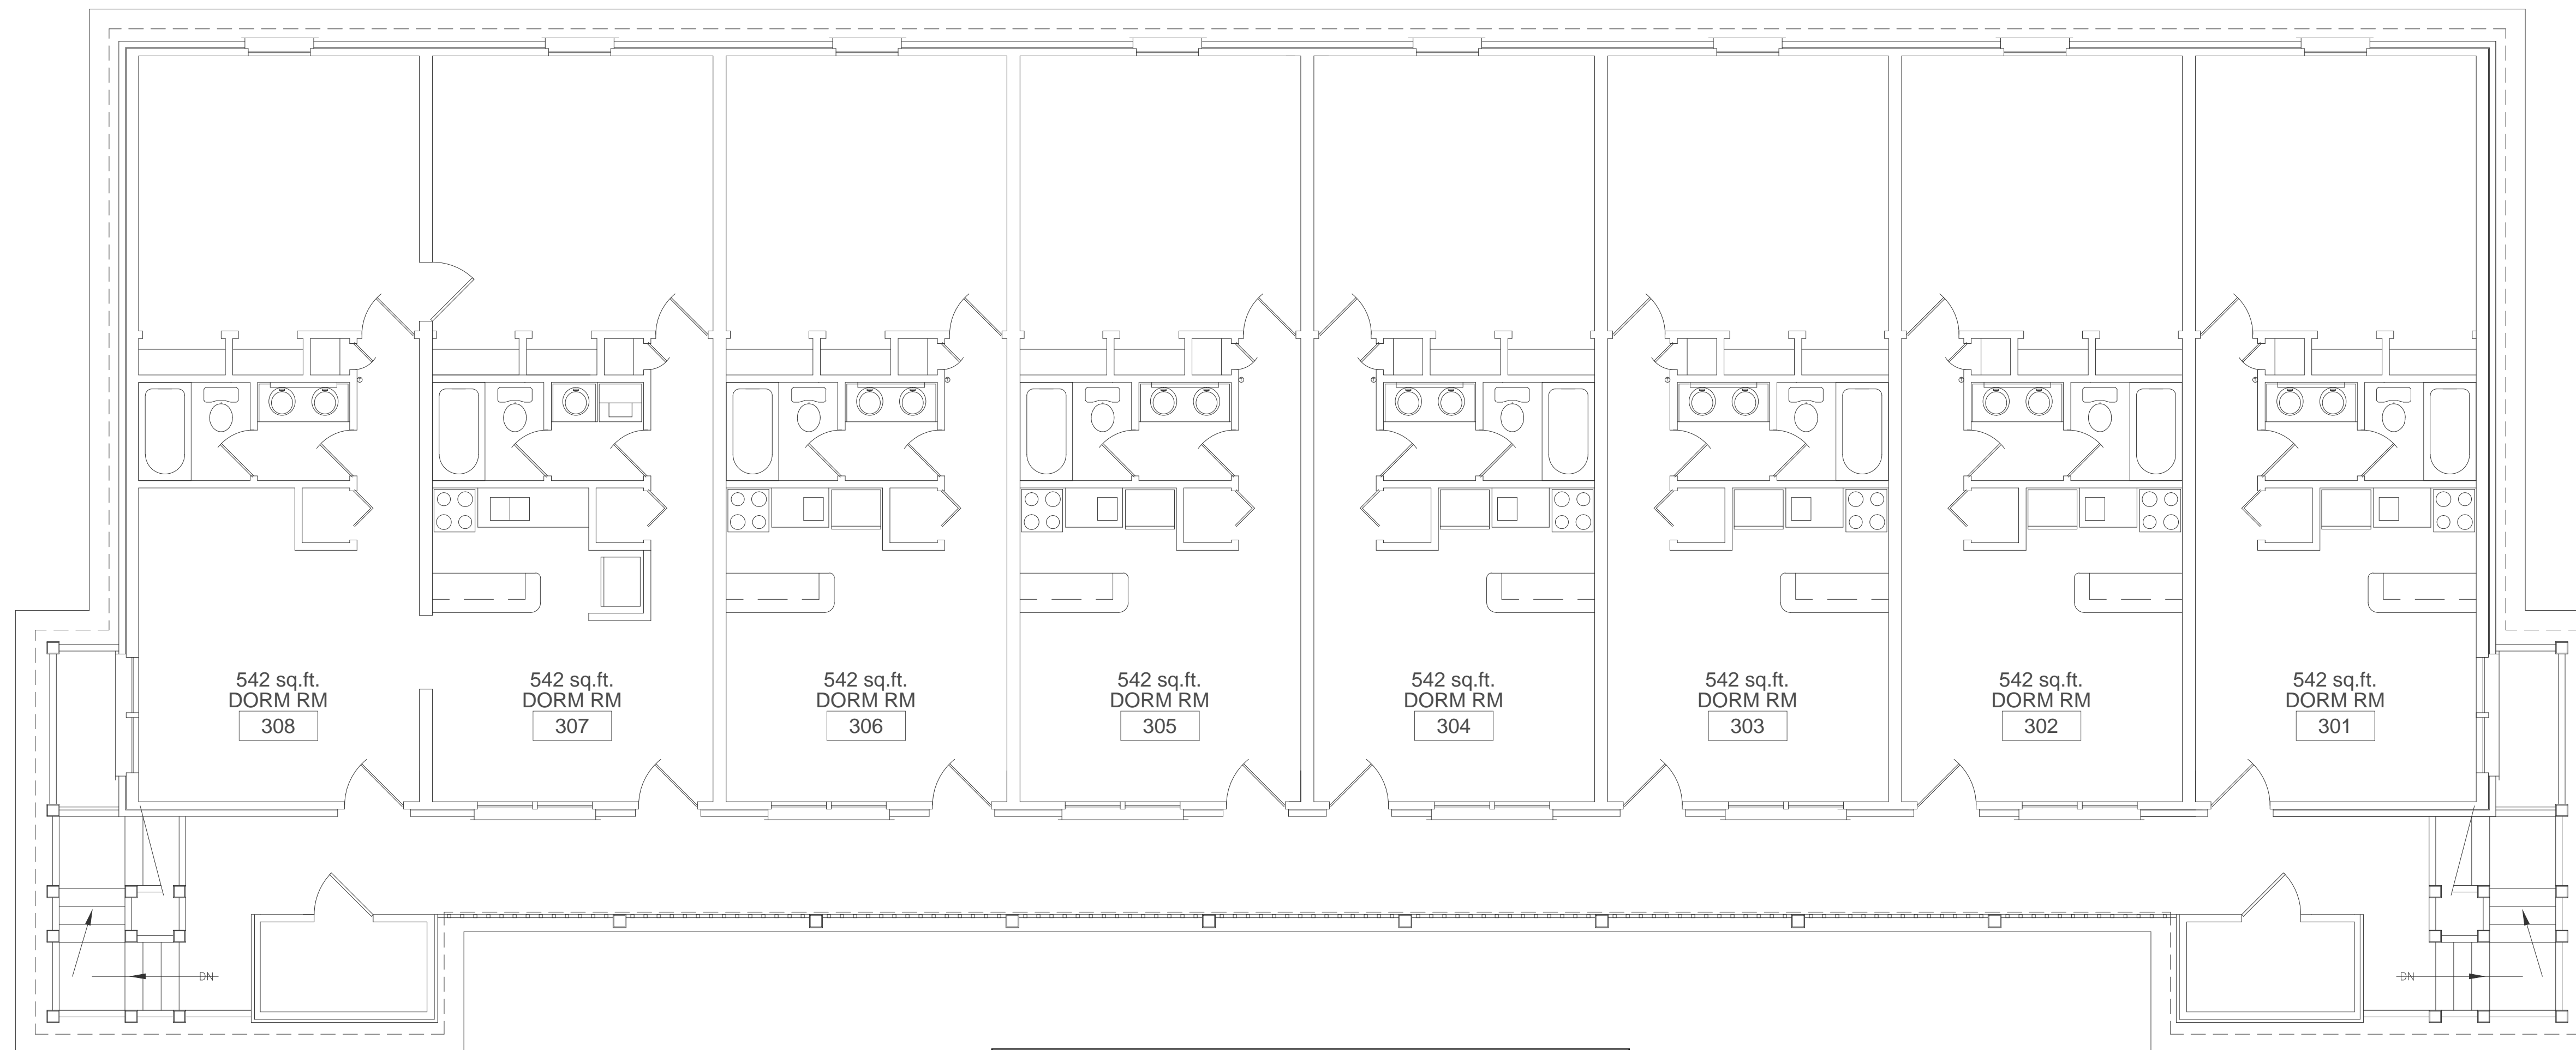 542 sq.ft.
DORM RM
308
542 sq.ft.
DORM RM
307
542 sq.ft.
DORM RM
306
542 sq.ft.
DORM RM
305
542 sq.ft.
DORM RM
304
542 sq.ft.
DORM RM
303
542 sq.ft.
DORM RM
302
542 sq.ft.
DORM RM
301
DN
DN